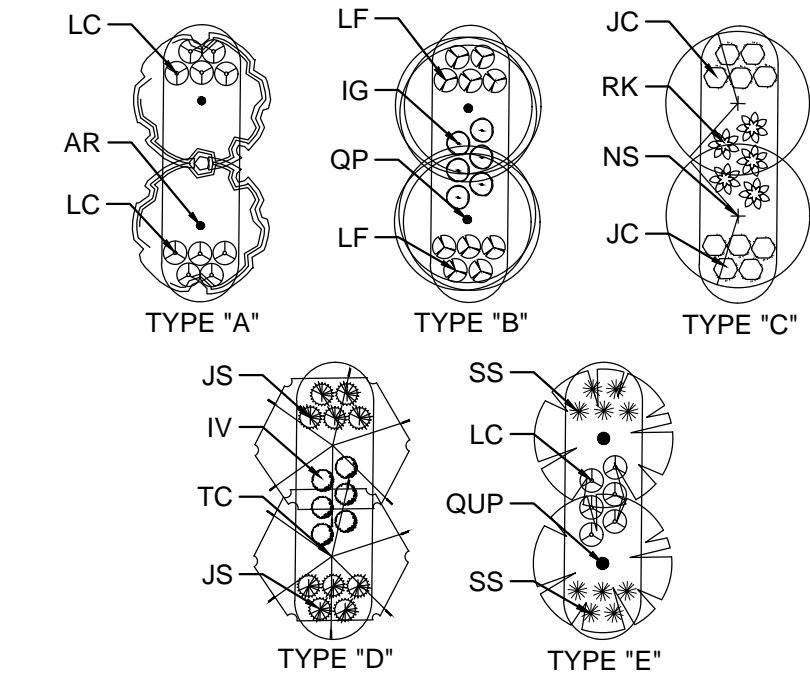 LC
AR
LC
TYPE "A"
LF
IG
QP
LF
TYPE "B"
JC
RK
NS
JC
TYPE "C"
JS
IV
TC
JS
TYPE "D"
SS
LC
QUP
SS
TYPE "E"